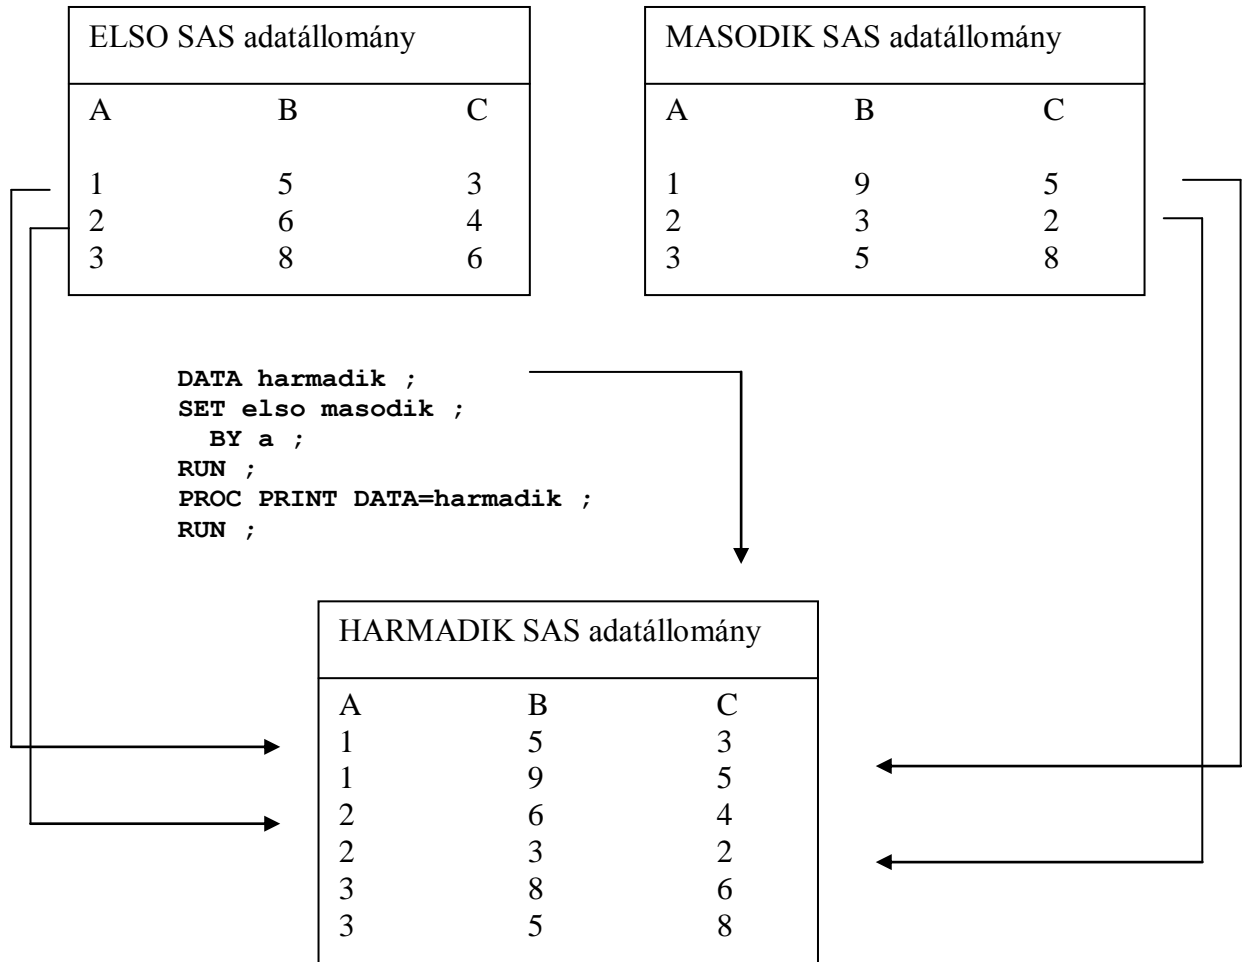 ELSO SAS adatállomány
A B C
1 5 3
2 6 4
3 8 6
MASODIK SAS adatállomány
A B C
1 9 5
2 3 2
3 5 8
DATA harmadik ;
SET elso masodik ;
BY a ;
RUN ;
PROC PRINT DATA=harmadik ;
RUN ;
HARMADIK SAS adatállomány
A B C
1 5 3
1 9 5
2 6 4
2 3 2
3 8 6
3 5 8